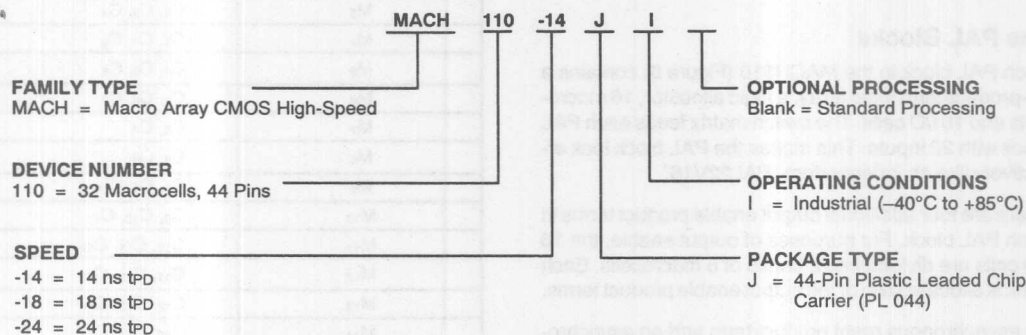 MACH 110 -14 J I
FAMILY TYPE
MACH = Macro Array CMOS High-Speed
DEVICE NUMBER
110 = 32 Macrocells, 44 Pins
SPEED
-14 = 14 ns tPD
-18 = 18 ns tPD
-24 = 24 ns tPD
OPTIONAL PROCESSING
Blank = Standard Processing
OPERATING CONDITIONS
I = Industrial (–40°C to +85°C)
PACKAGE TYPE
J = 44-Pin Plastic Leaded Chip
Carrier (PL 044)